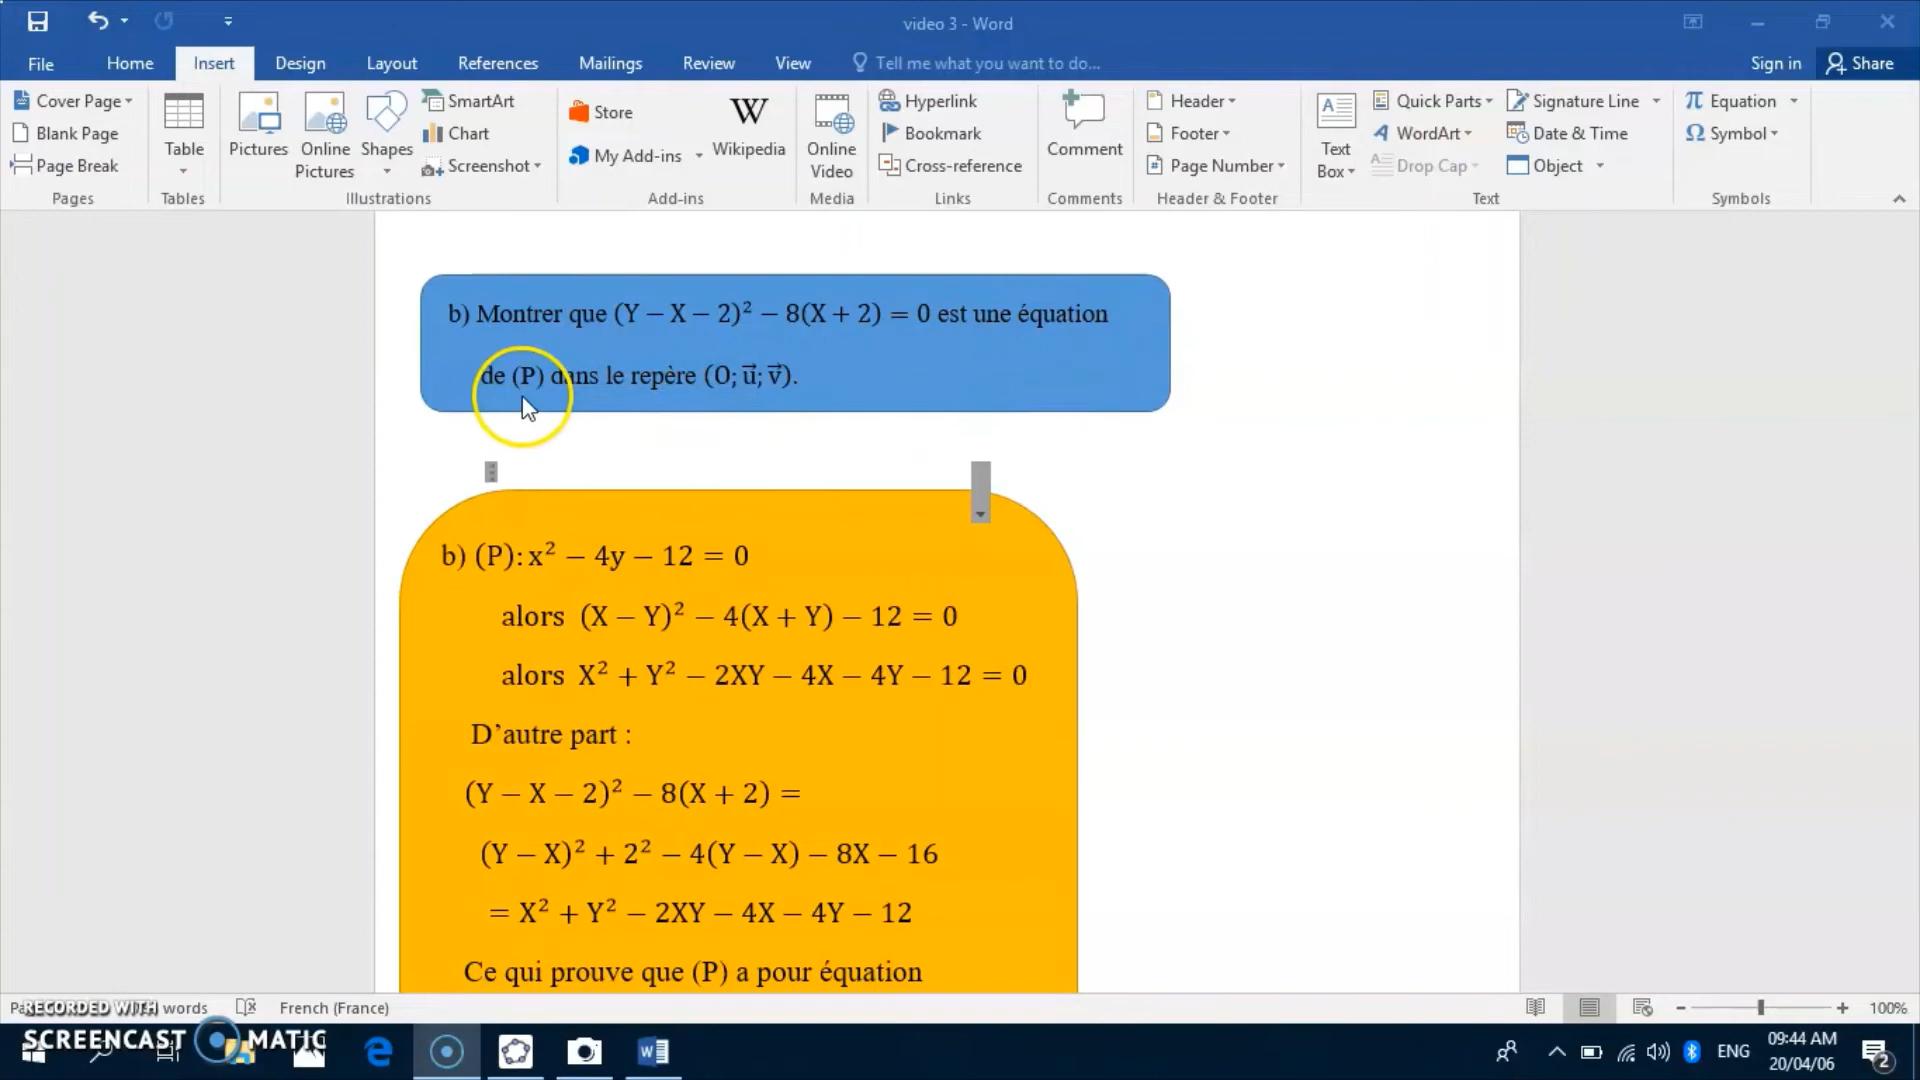 video 3 - Word
File Home Insert Design Layout References Mailings Review View Tell me what you want to do... Sign in Share
Cover Page
Blank Page
Page Break
Pages
Table
Tables
Pictures
Online Pictures
Shapes
SmartArt
Chart
Screenshot
Illustrations
Store
My Add-ins
Wikipedia
Add-ins
Online Video
Media
Hyperlink
Bookmark
Cross-reference
Links
Comment
Comments
Header
Footer
Page Number
Header & Footer
Text Box
Quick Parts
WordArt
Drop Cap
Signature Line
Date & Time
Object
Text
Equation
Symbol
Symbols
b) Montrer que (Y − X − 2)² − 8(X + 2) = 0 est une équation
de (P) dans le repère (O; u⃗; v⃗).
b) (P): x² − 4y − 12 = 0
alors (X − Y)² − 4(X + Y) − 12 = 0
alors X² + Y² − 2XY − 4X − 4Y − 12 = 0
D’autre part :
(Y − X − 2)² − 8(X + 2) =
(Y − X)² + 2² − 4(Y − X) − 8X − 16
= X² + Y² − 2XY − 4X − 4Y − 12
Ce qui prouve que (P) a pour équation
words French (France) 100%
RECORDED WITH
SCREENCAST MATIC
ENG
09:44 AM
20/04/06
2